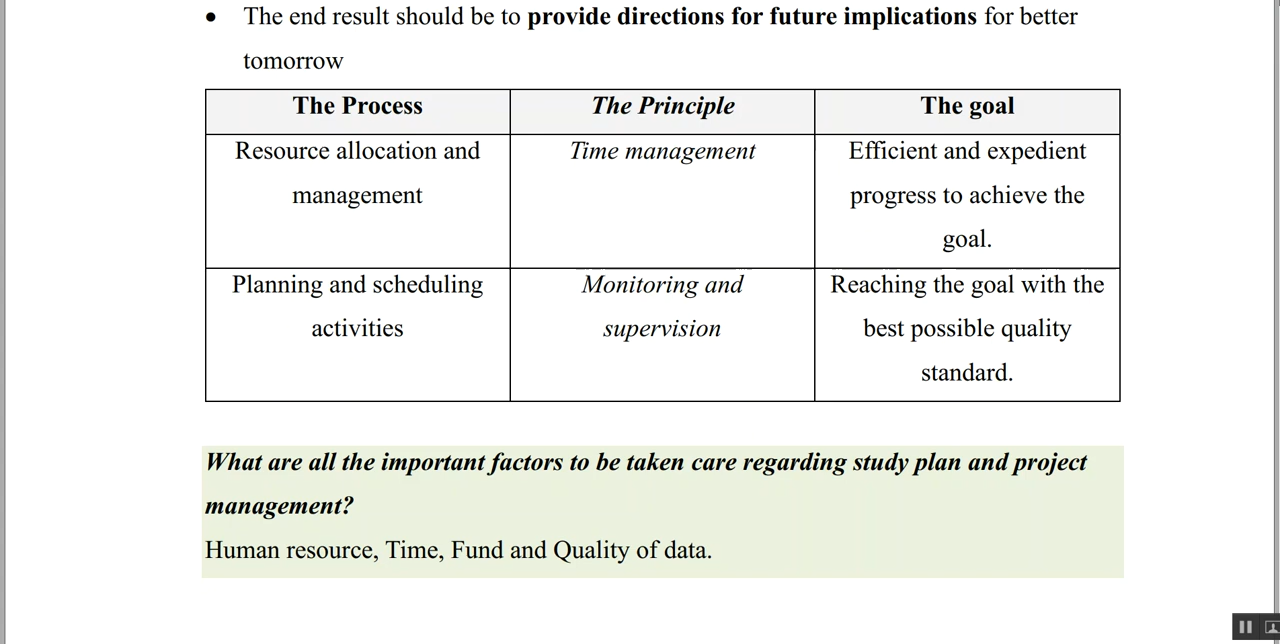 • The end result should be to provide directions for future implications for better
tomorrow
The Process The Principle The goal
Resource allocation and Time management Efficient and expedient
management progress to achieve the
goal.
Planning and scheduling Monitoring and Reaching the goal with the
activities supervision best possible quality
standard.
What are all the important factors to be taken care regarding study plan and project
management?
Human resource, Time, Fund and Quality of data.